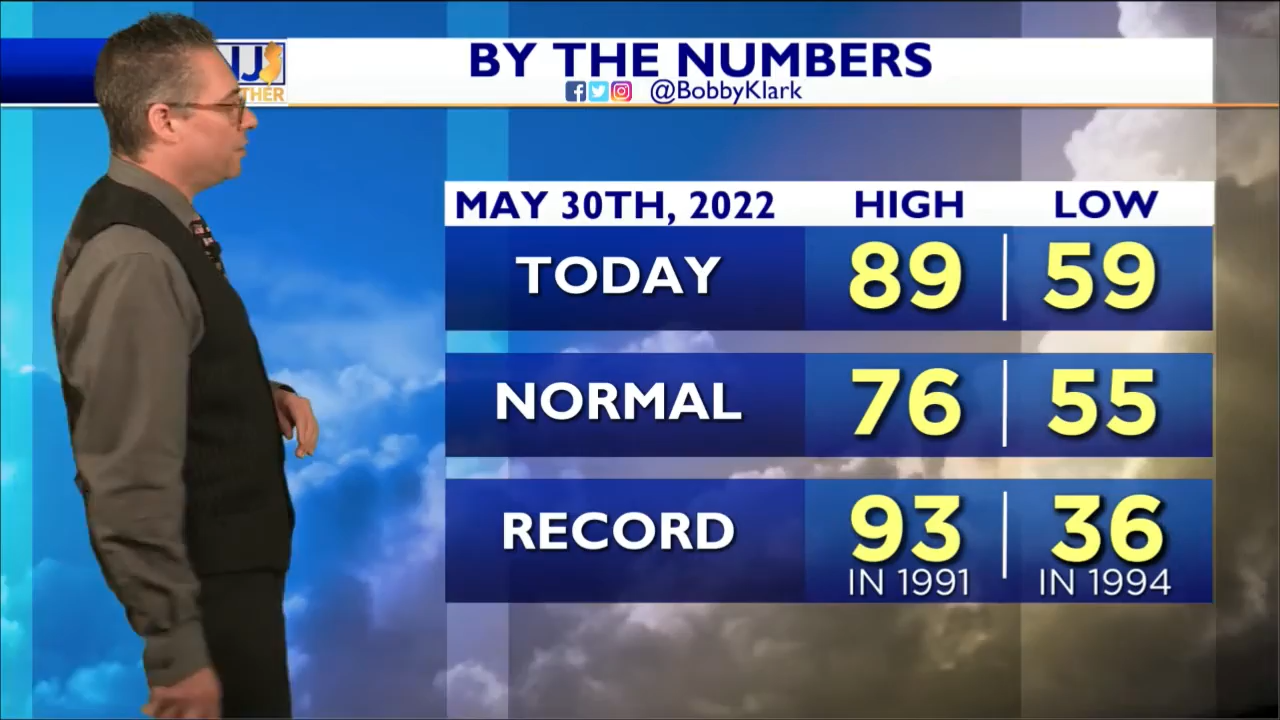 NJ
BY THE NUMBERS
@BobbyKlark
MAY 30TH, 2022 HIGH LOW
TODAY 89 59
NORMAL 76 55
RECORD 93 36
IN 1991 IN 1994